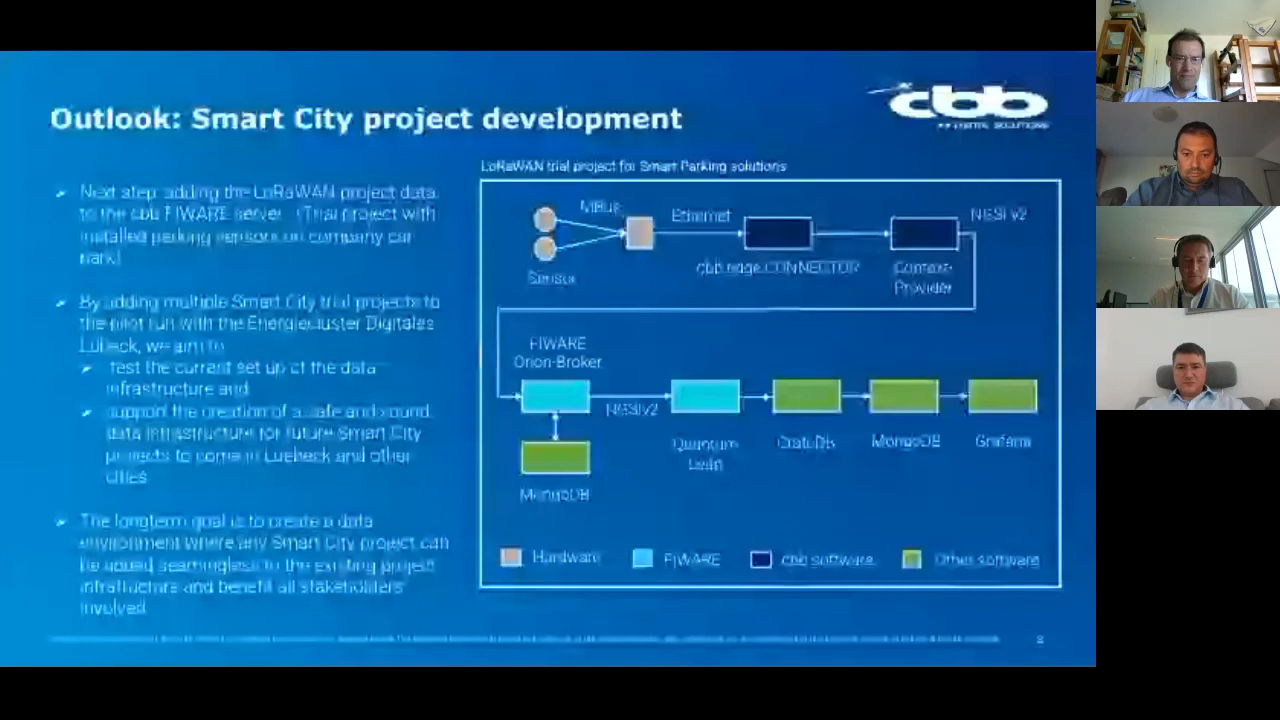 cbb
Outlook: Smart City project development
Next step: adding the LoRaWAN project data
to the cbb FIWARE server (Trial project with
installed parking sensors on company car
park)
By adding multiple Smart City trial projects to
the pilot run with the Energiecluster Digitales
Lübeck, we aim to
test the current set up of the data
infrastructure and
support the creation of a safe and sound
data infrastructure for future Smart City
projects to come in Luebeck and other
cities
The longterm goal is to create a data
environment where any Smart City project can
be added seamingless to the existing project
infrastructure and benefit all stakeholders
involved
LoRaWAN trial project for Smart Parking solutions
MBus
Ethernet
NGSI v2
Sensor
cbb.edge.CONNECTOR
Context-
Provider
FIWARE
Orion-Broker
NGSIv2
Quantum
Leap
CrateDB
MongoDB
Grafana
MongoDB
Hardware
FIWARE
cbb software
Other software